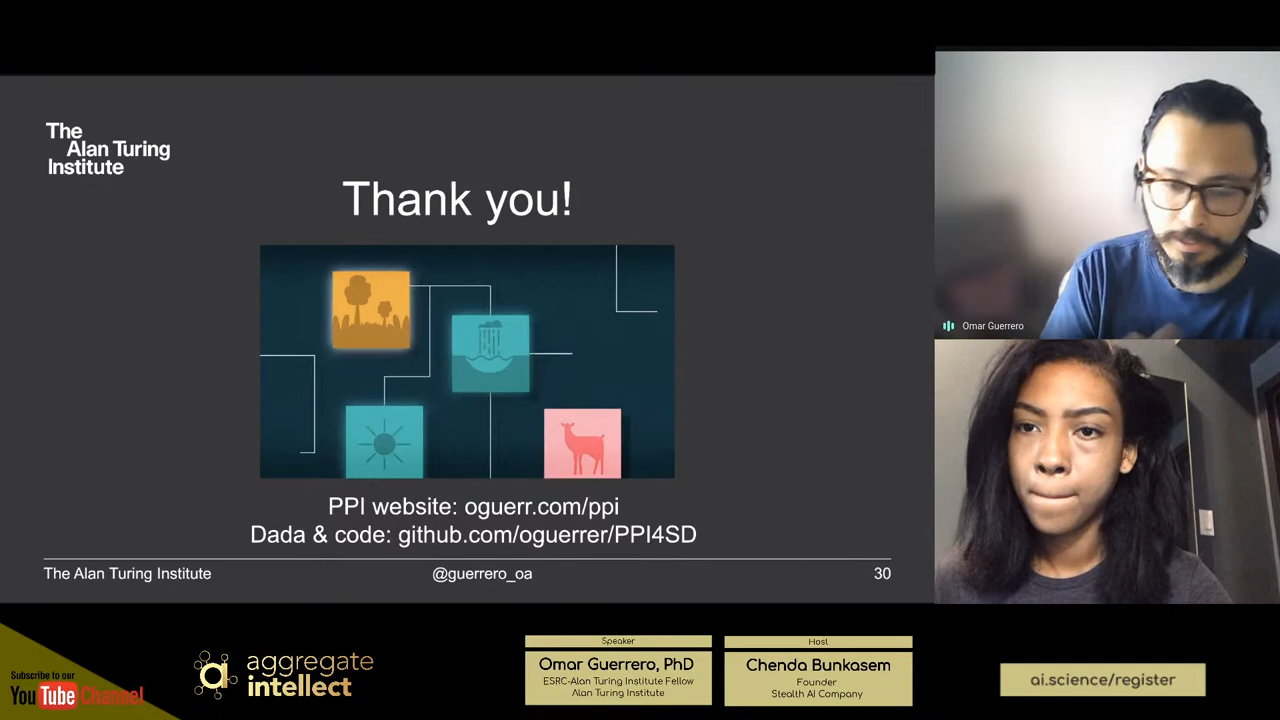 The
Alan Turing
Institute
Thank you!
PPI website: oguerr.com/ppi
Dada & code: github.com/oguerrer/PPI4SD
The Alan Turing Institute
@guerrero_oa
30
Omar Guerrero
Subscribe to our
YouTube Channel
aggregate
intellect
Speaker
Omar Guerrero, PhD
ESRC-Alan Turing Institute Fellow
Alan Turing Institute
Host
Chenda Bunkasem
Founder
Stealth AI Company
ai.science/register